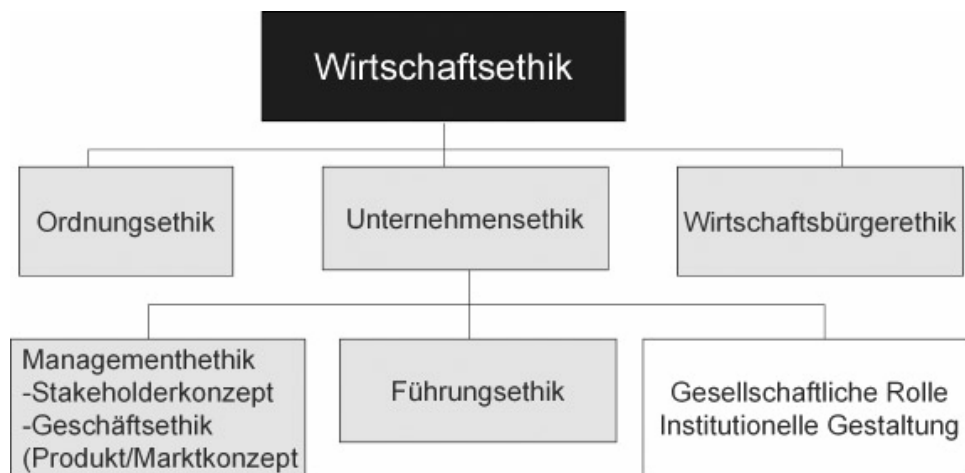 Wirtschaftsethik
Ordnungsethik
Unternehmensethik
Wirtschaftsbürgerethik
Managementhethik
-Stakeholderkonzept
-Geschäftsethik
(Produkt/Marktkonzept
Führungsethik
Gesellschaftliche Rolle
Institutionelle Gestaltung